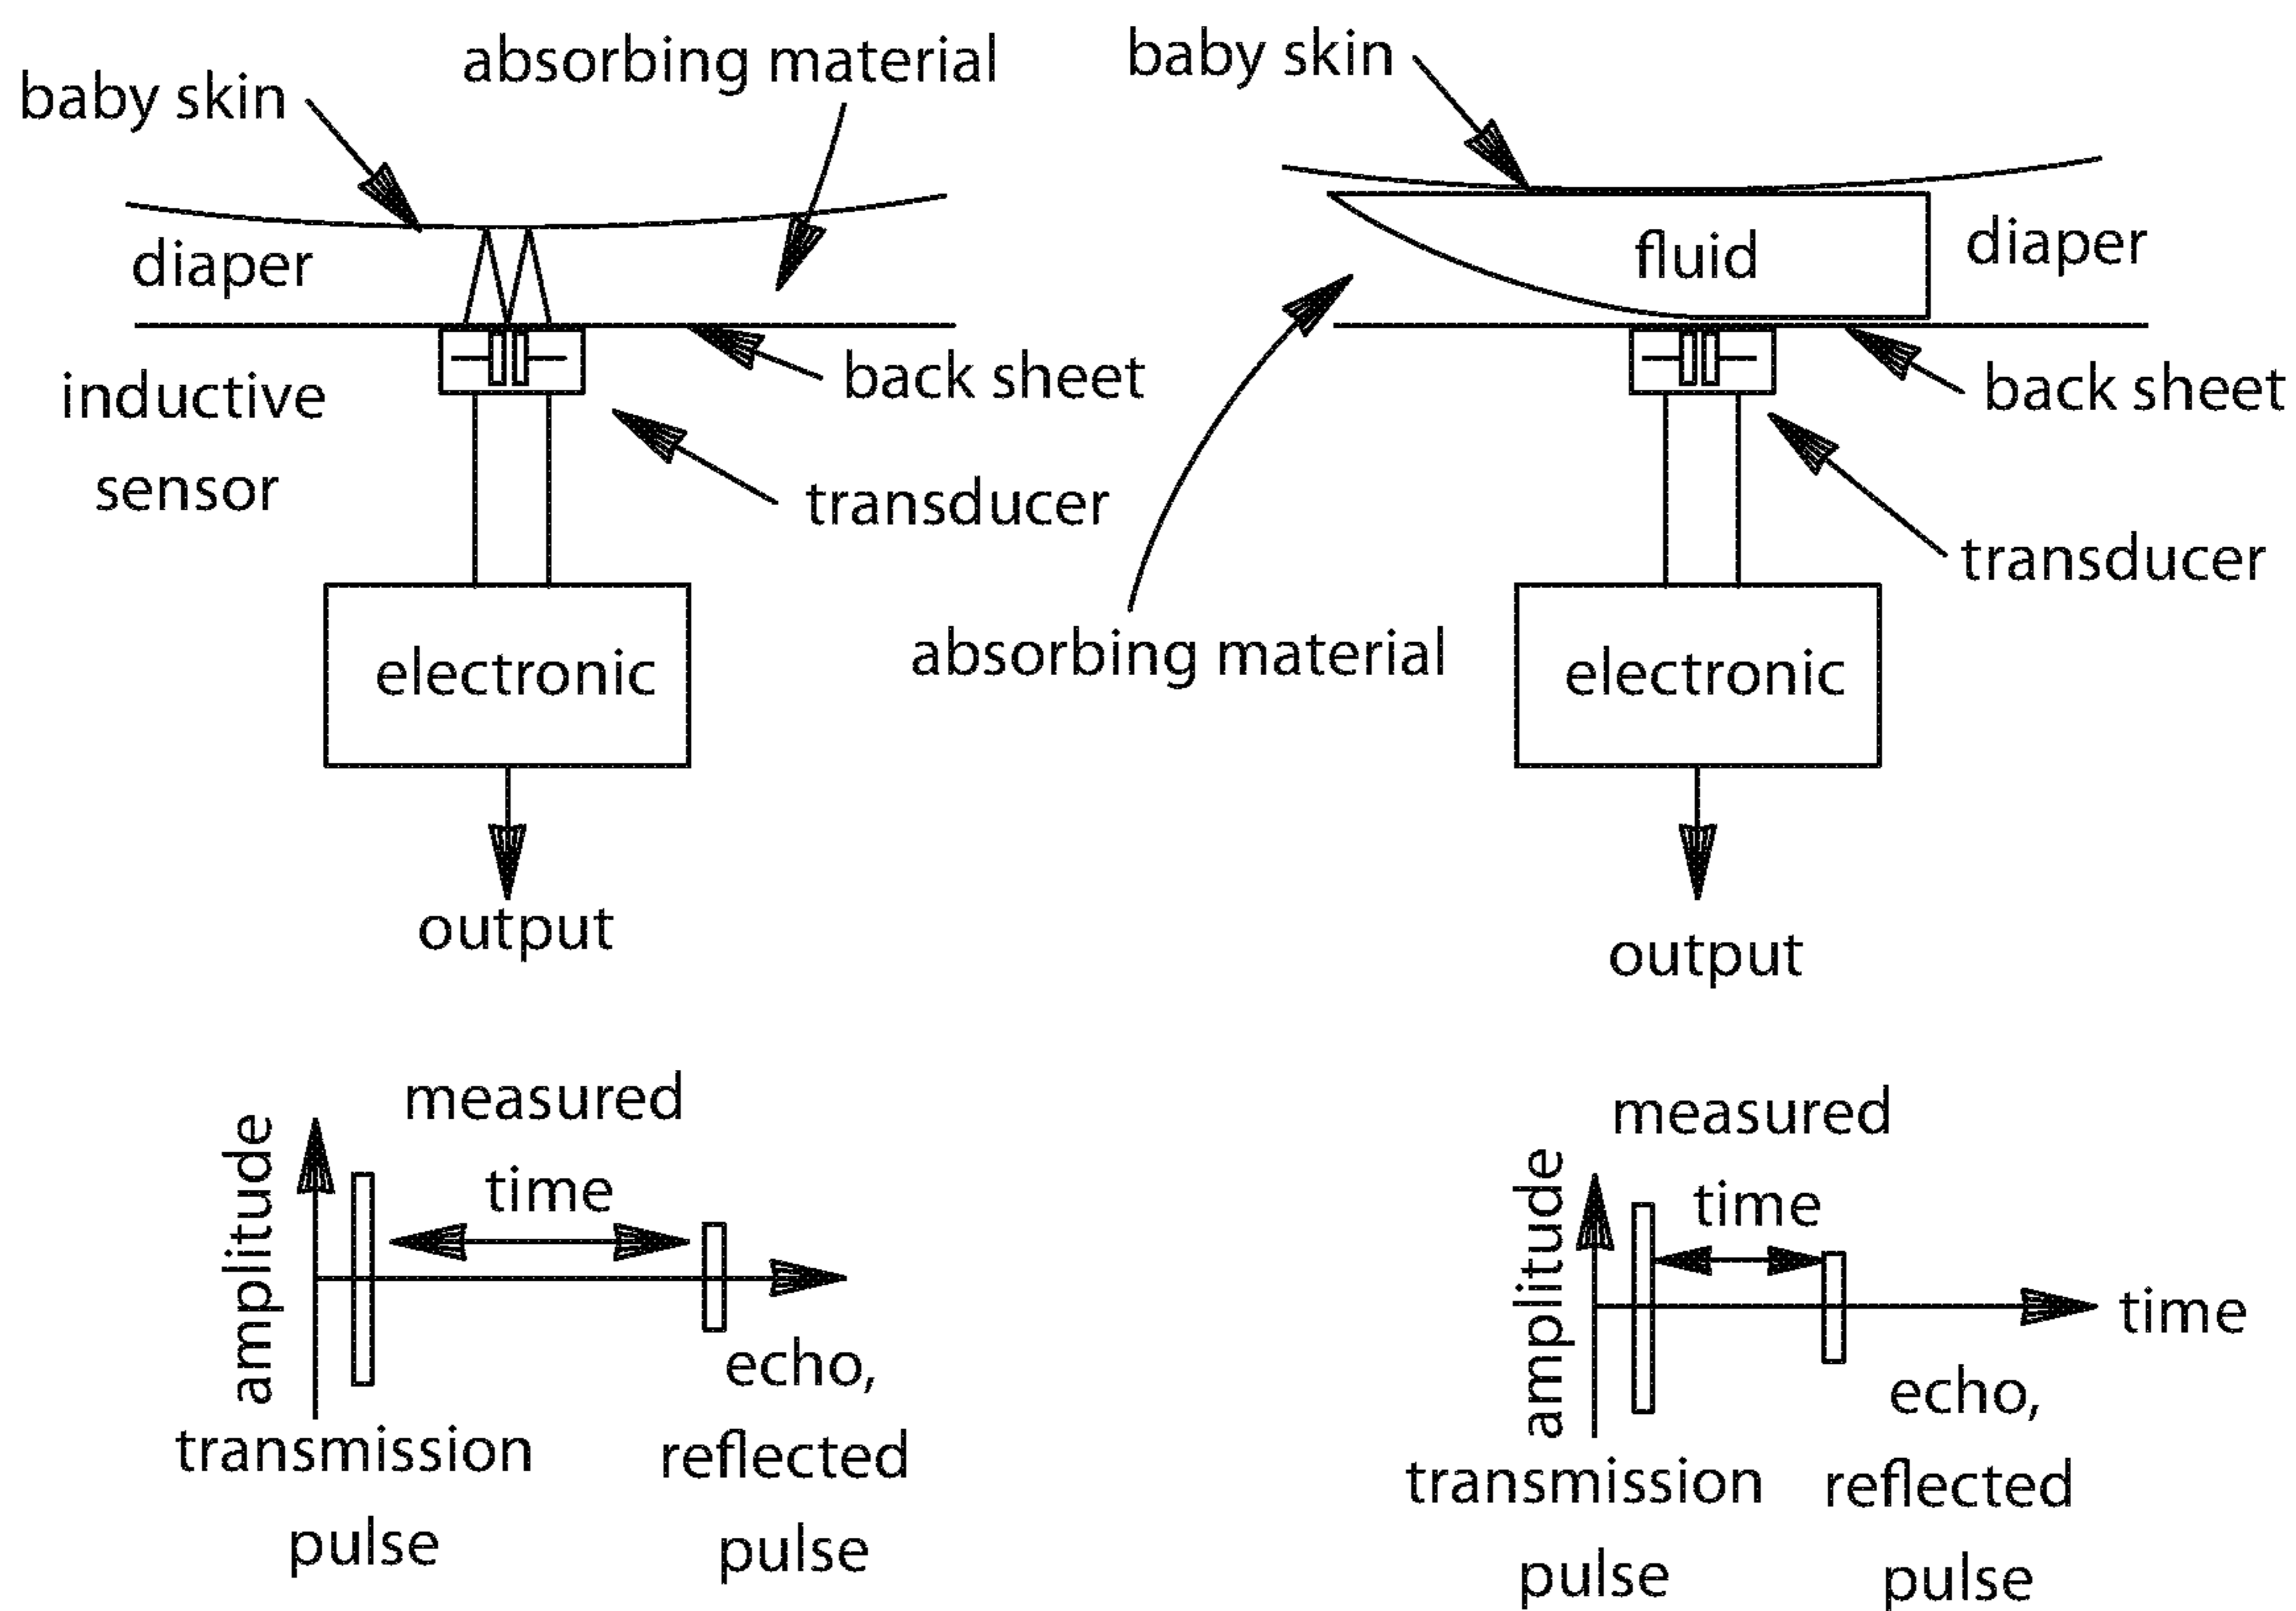 absorbing material
baby skin
diaper
inductive
sensor
back sheet
transducer
electronic
output
baby skin
fluid
diaper
back sheet
transducer
absorbing material
electronic
output
measured
time
amplitude
echo,
reflected
pulse
transmission
pulse
measured
time
amplitude
time
echo,
reflected
pulse
transmission
pulse